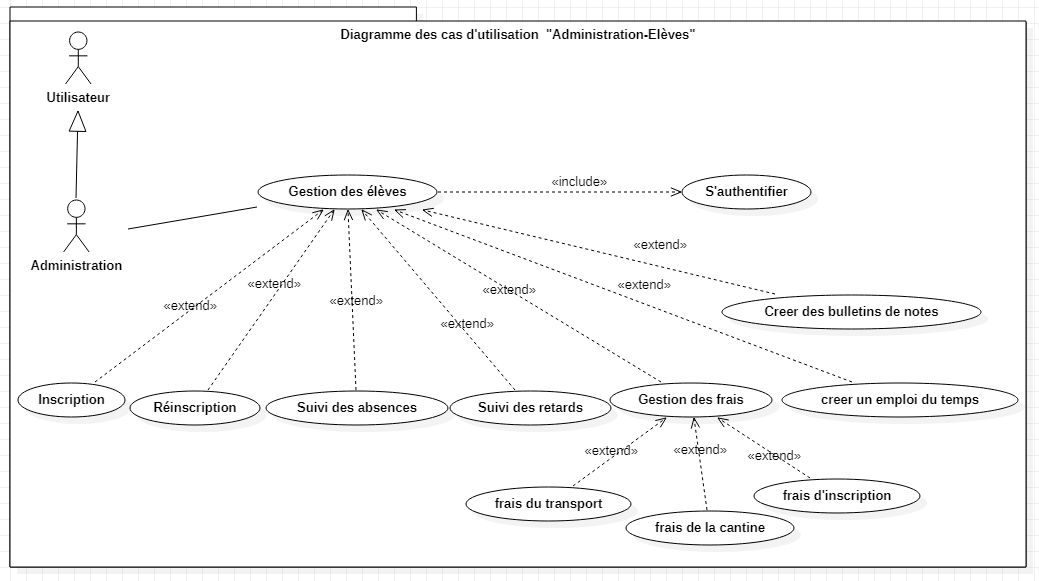 Diagramme des cas d'utilisation "Administration-Elèves"
Utilisateur
Gestion des élèves
«include»
S'authentifier
Administration
«extend»
«extend»
«extend»
«extend»
«extend»
«extend»
«extend»
Creer des bulletins de notes
Inscription
Réinscription
Suivi des absences
Suivi des retards
Gestion des frais
creer un emploi du temps
«extend»
«extend»
«extend»
frais du transport
frais de la cantine
frais d'inscription